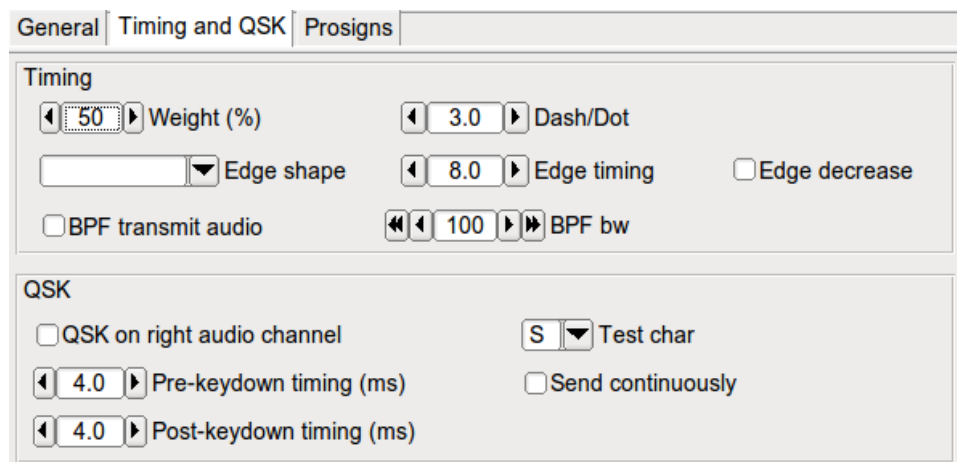 General Timing and QSK Prosigns
Timing
50 Weight (%) 3.0 Dash/Dot
Edge shape 8.0 Edge timing Edge decrease
BPF transmit audio 100 BPF bw
QSK
QSK on right audio channel S Test char
4.0 Pre-keydown timing (ms) Send continuously
4.0 Post-keydown timing (ms)